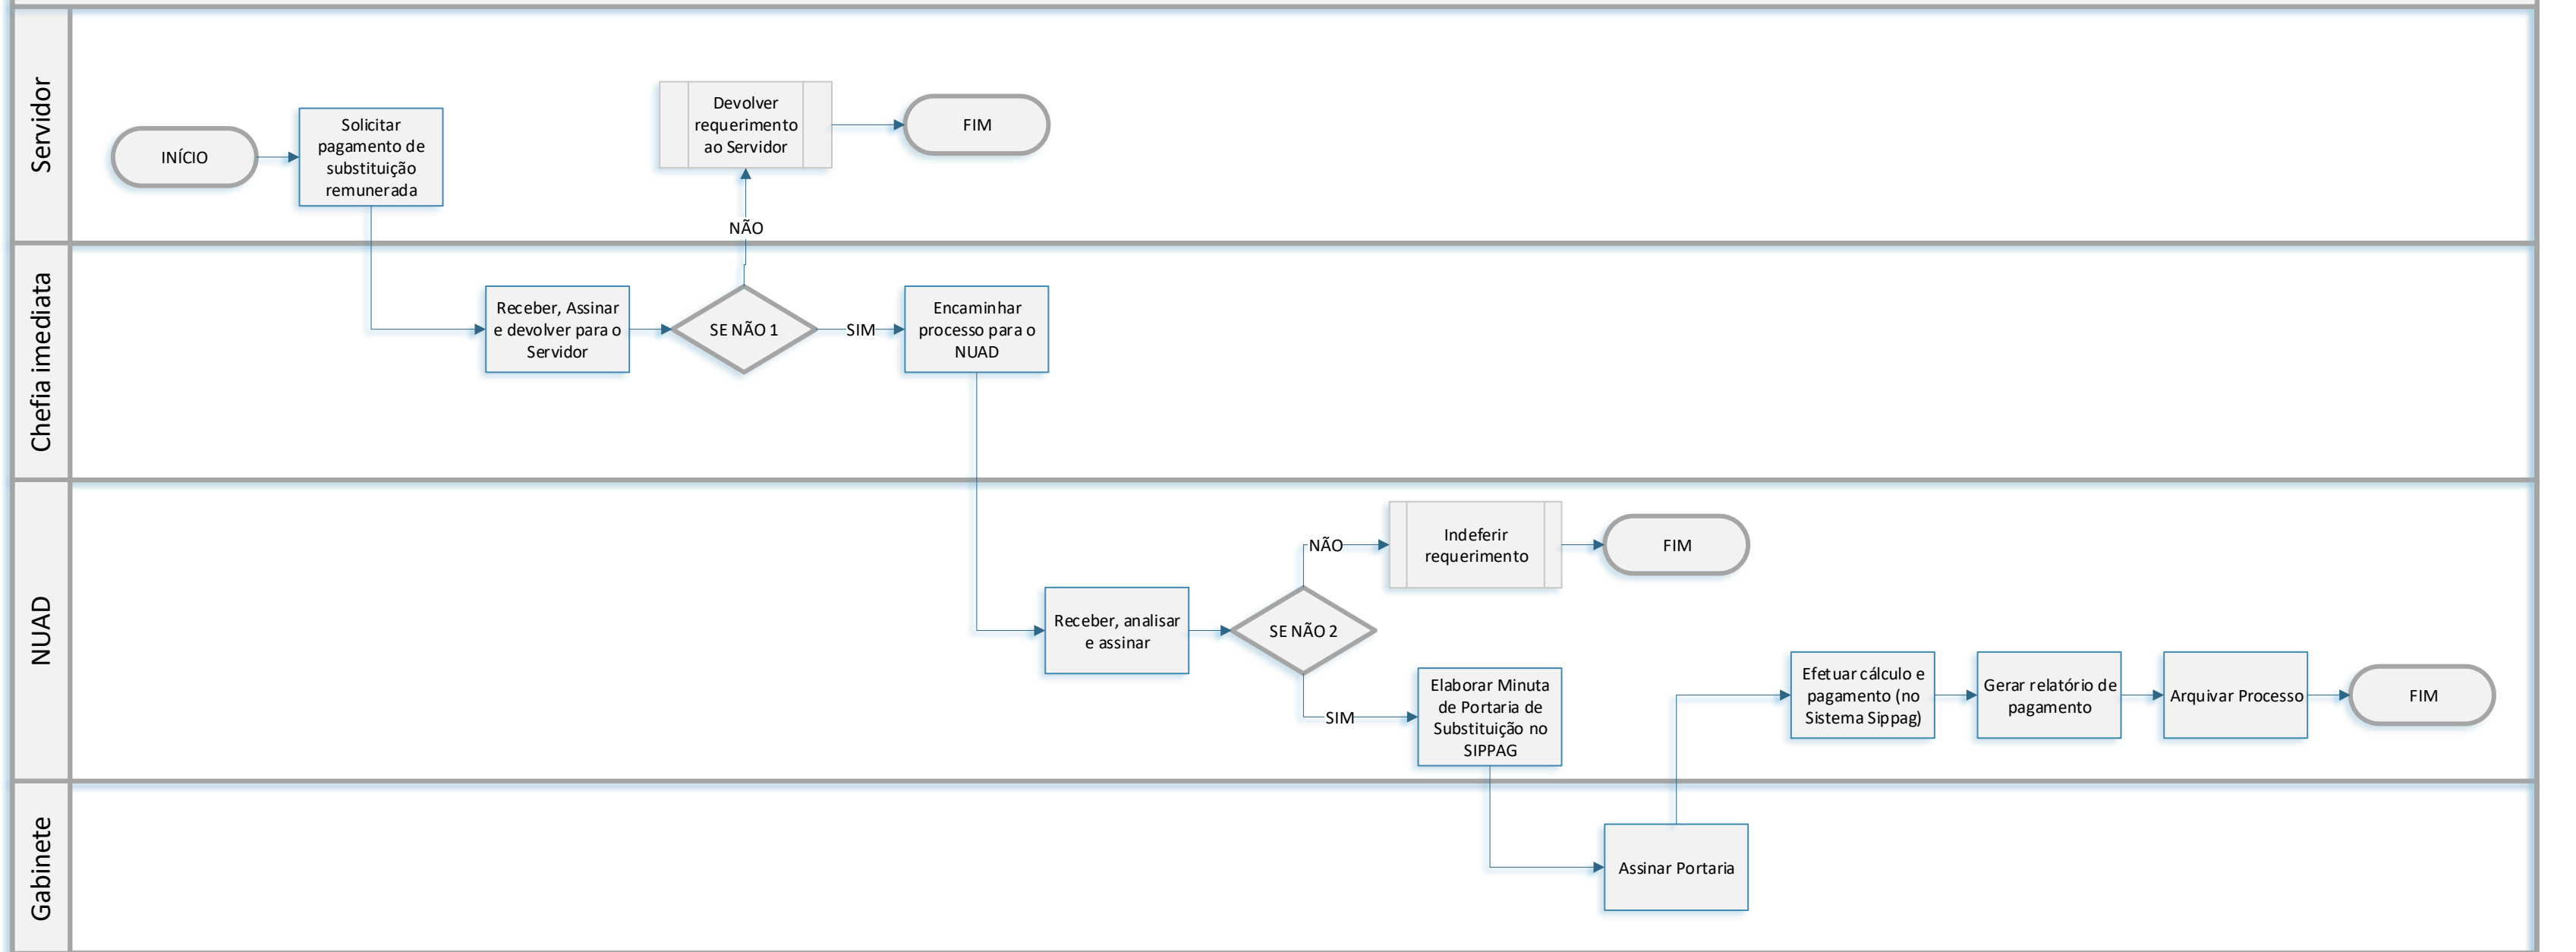 Servidor
INÍCIO
Solicitar
pagamento de
substituição
remunerada
Devolver
requerimento
ao Servidor
FIM
NÃO
Chefia imediata
Receber, Assinar
e devolver para o
Servidor
SE NÃO 1
SIM
Encaminhar
processo para o
NUAD
NUAD
Receber, analisar
e assinar
SE NÃO 2
NÃO
Indeferir
requerimento
FIM
SIM
Elaborar Minuta
de Portaria de
Substituição no
SIPPAG
Efetuar cálculo e
pagamento (no
Sistema Sippag)
Gerar relatório de
pagamento
Arquivar Processo
FIM
Gabinete
Assinar Portaria